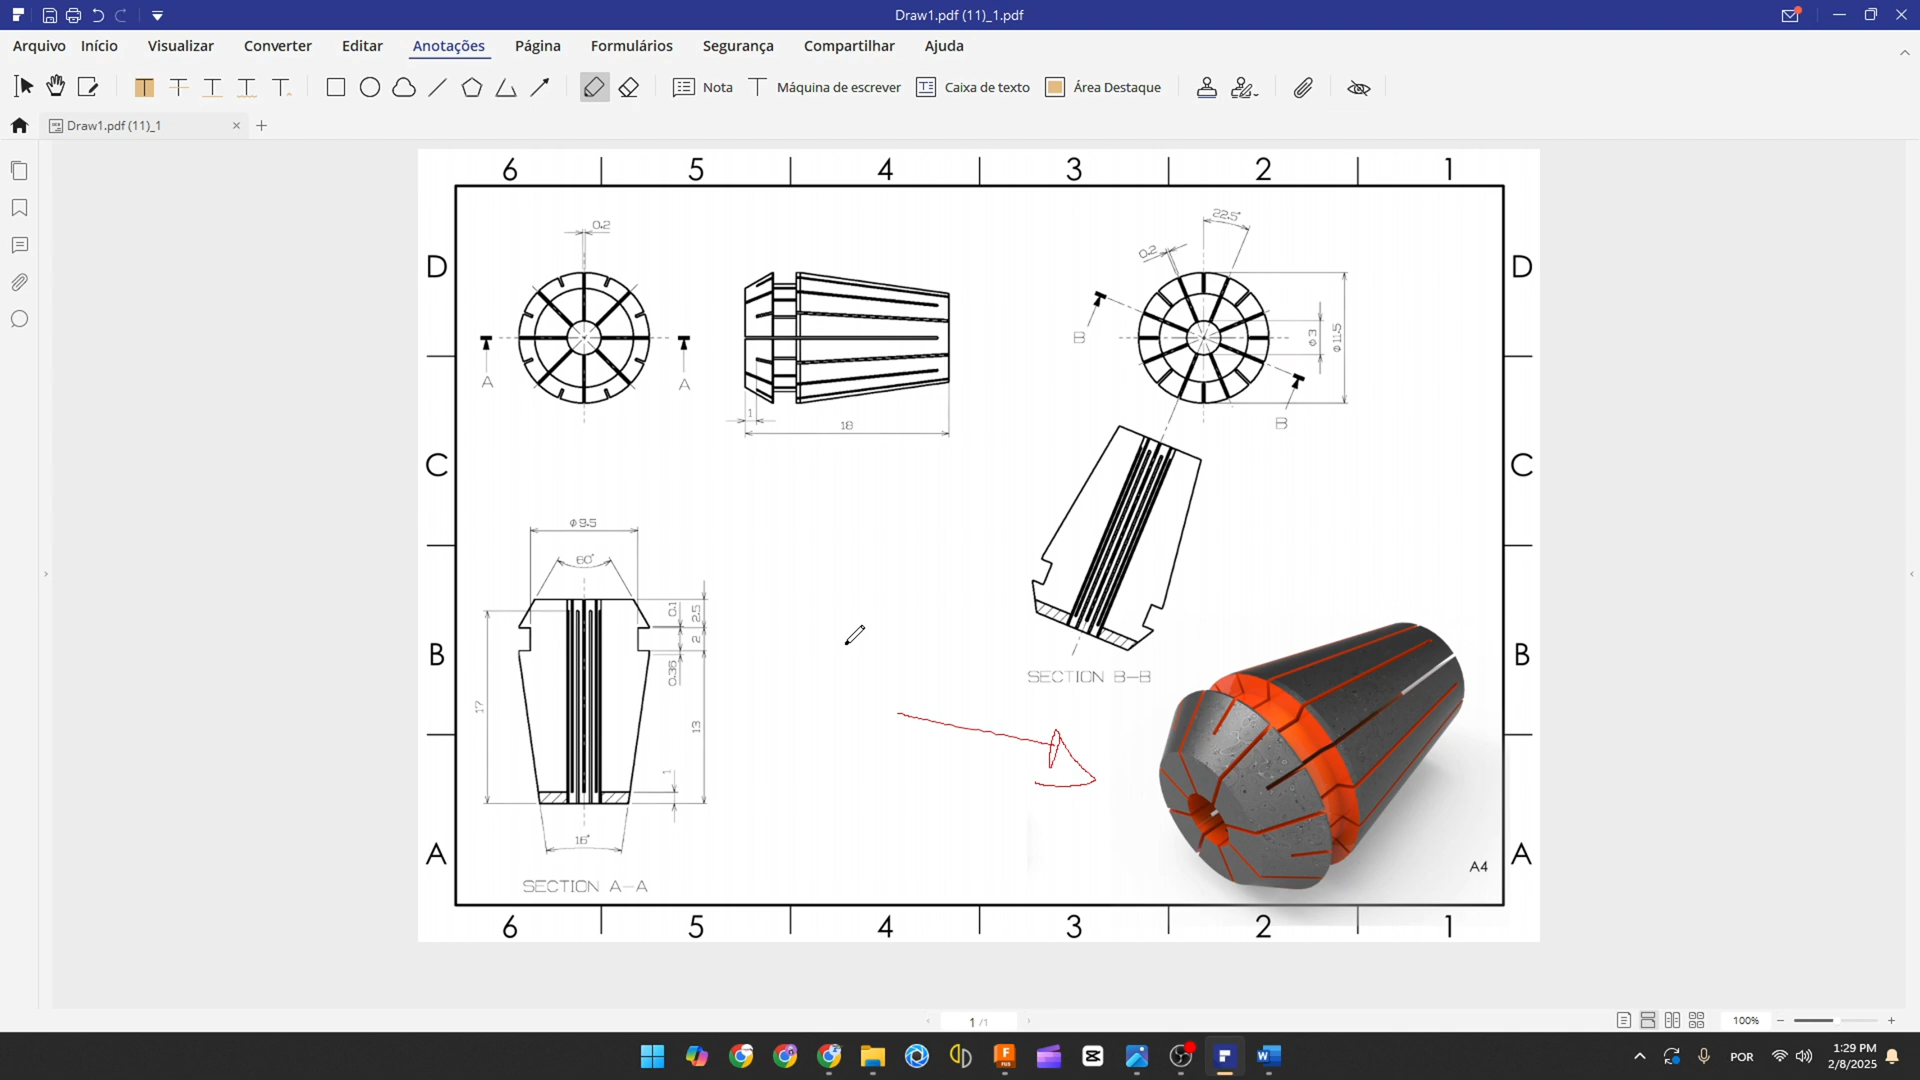 Draw1.pdf (11)_1.pdf
Arquivo Início Visualizar Converter Editar Anotações Página Formulários Segurança Compartilhar Ajuda
Nota Máquina de escrever Caixa de texto Área Destaque
Draw1.pdf (11)_1
6 5 4 3 2 1
D D
0.2
22.5°
0.2
A A
B
B
Φ3
Φ11.5
1
18
C C
Φ9.5
60°
0.1
2.5
2
0.36
17
13
1
16°
SECTION A-A
SECTION B-B
B B
A A
A4
6 5 4 3 2 1
1 /1
100%
POR
1:29 PM
2/8/2025